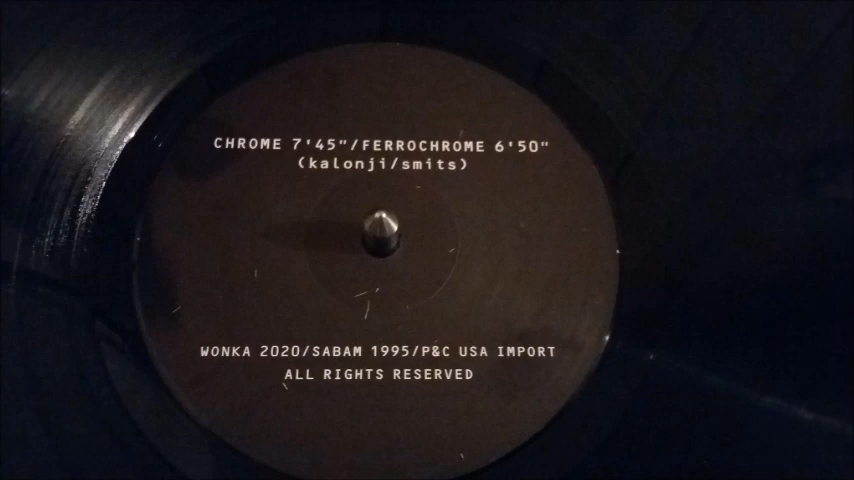 CHROME 7'45"/FERROCHROME 6'50"
(kalonji/smits)
WONKA 2020/SABAM 1995/P&C USA IMPORT
ALL RIGHTS RESERVED